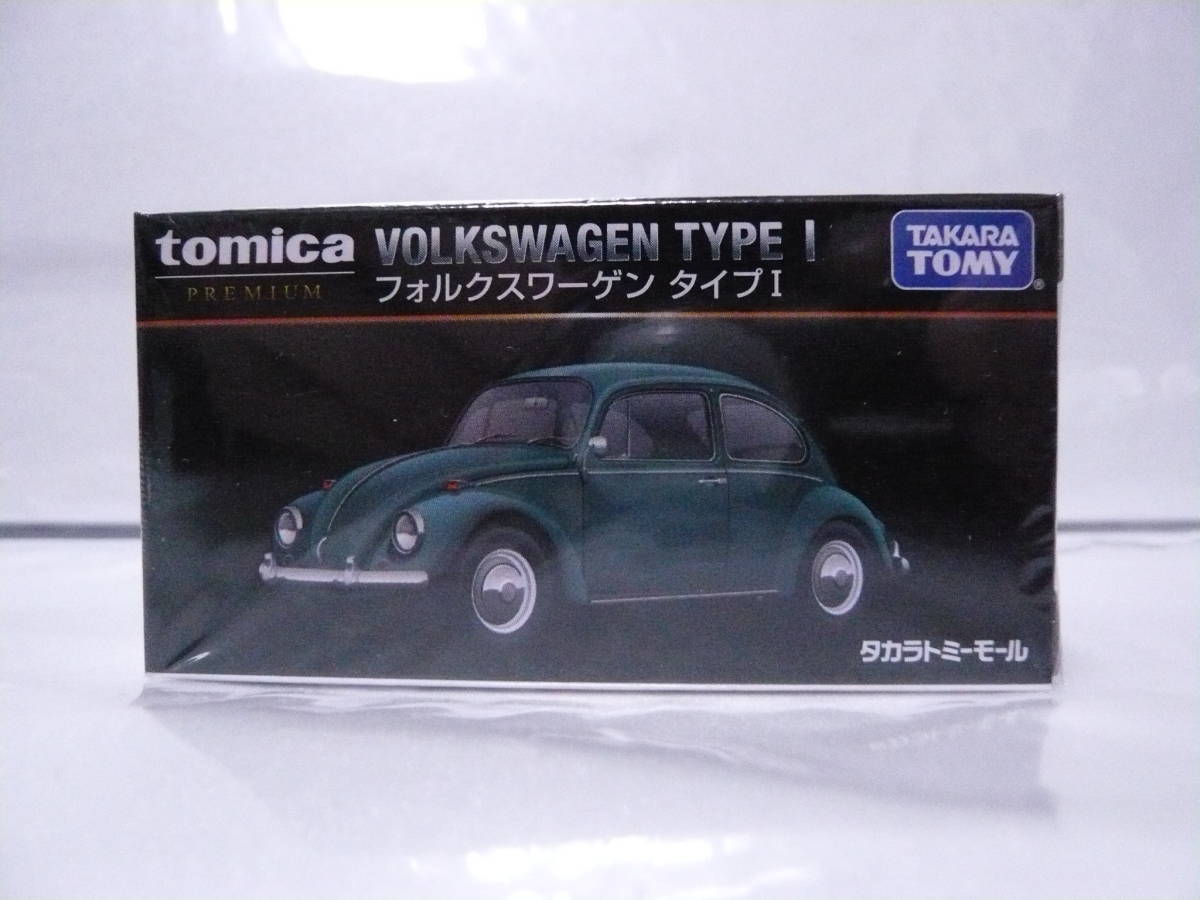 tomica
PREMIUM
VOLKSWAGEN TYPE I
フォルクスワーゲン タイプI
TAKARA
TOMY
®
タカラトミーモール